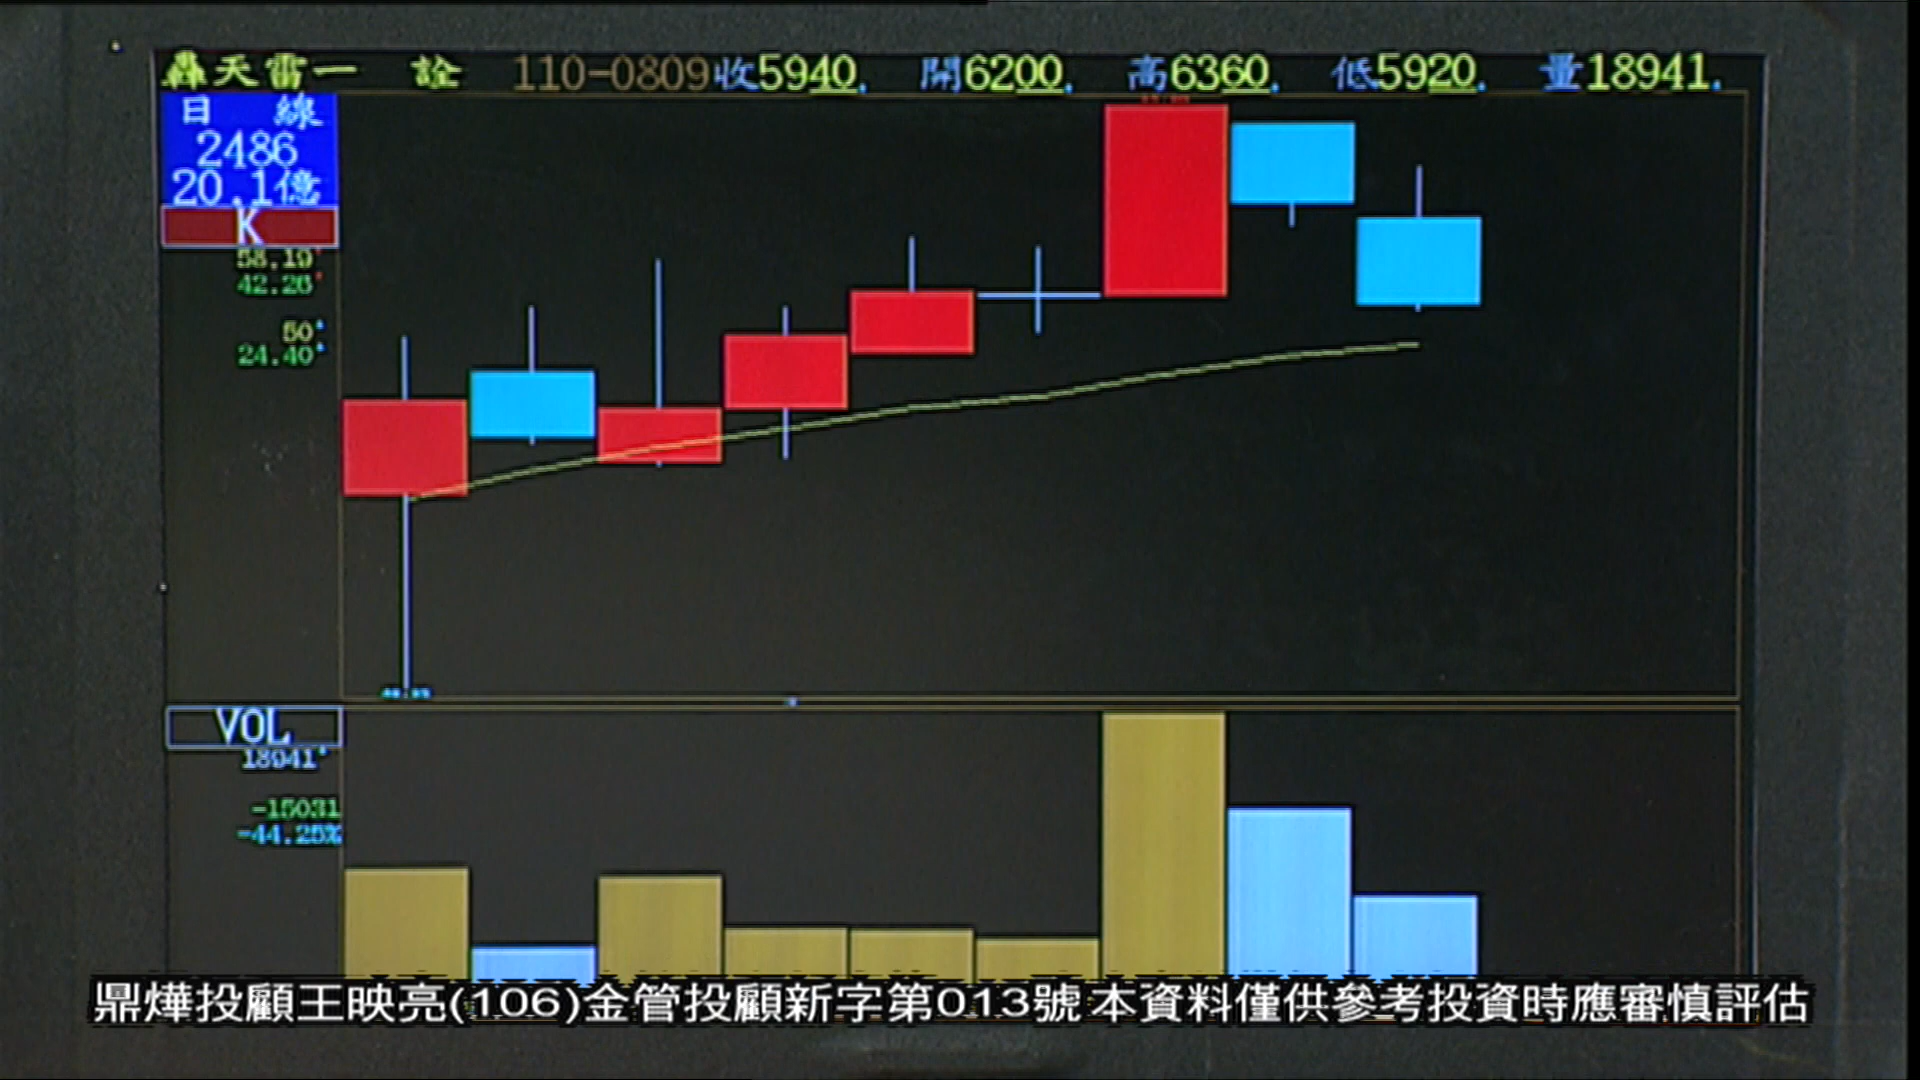 轟天雷一 詮 110-0809收5940. 開6200. 高6360. 低5920. 量18941.
日 線
2486
20.1億
K
58.19
42.26
50
24.40
VOL
18941
-15031
-44.25%
鼎燁投顧王映亮(106)金管投顧新字第013號 本資料僅供參考投資時應審慎評估